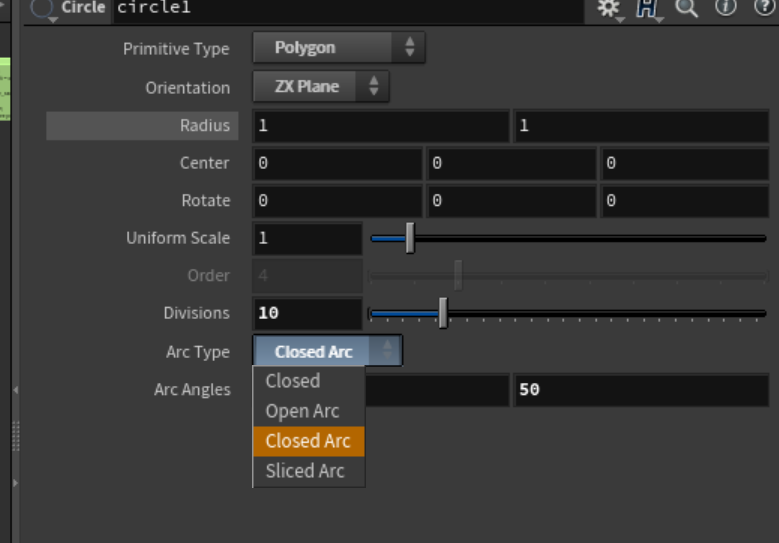 Circle circle1
Primitive Type Polygon
Orientation ZX Plane
Radius 1 1
Center 0 0 0
Rotate 0 0 0
Uniform Scale 1
Order 4
Divisions 10
Arc Type Closed Arc
Closed
Arc Angles 50
Open Arc
Closed Arc
Sliced Arc